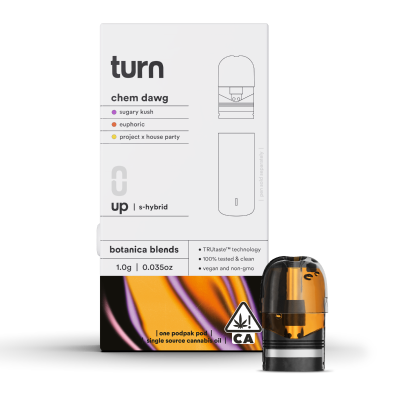 turn
chem dawg
sugary kush
euphoric
project x house party
up | s-hybrid
botanica blends
1.0g | 0.035oz
• TRUtaste™ technology
• 100% tested & clean
• vegan and non-gmo
| one podpak pod |
single source cannabis oil |
CA